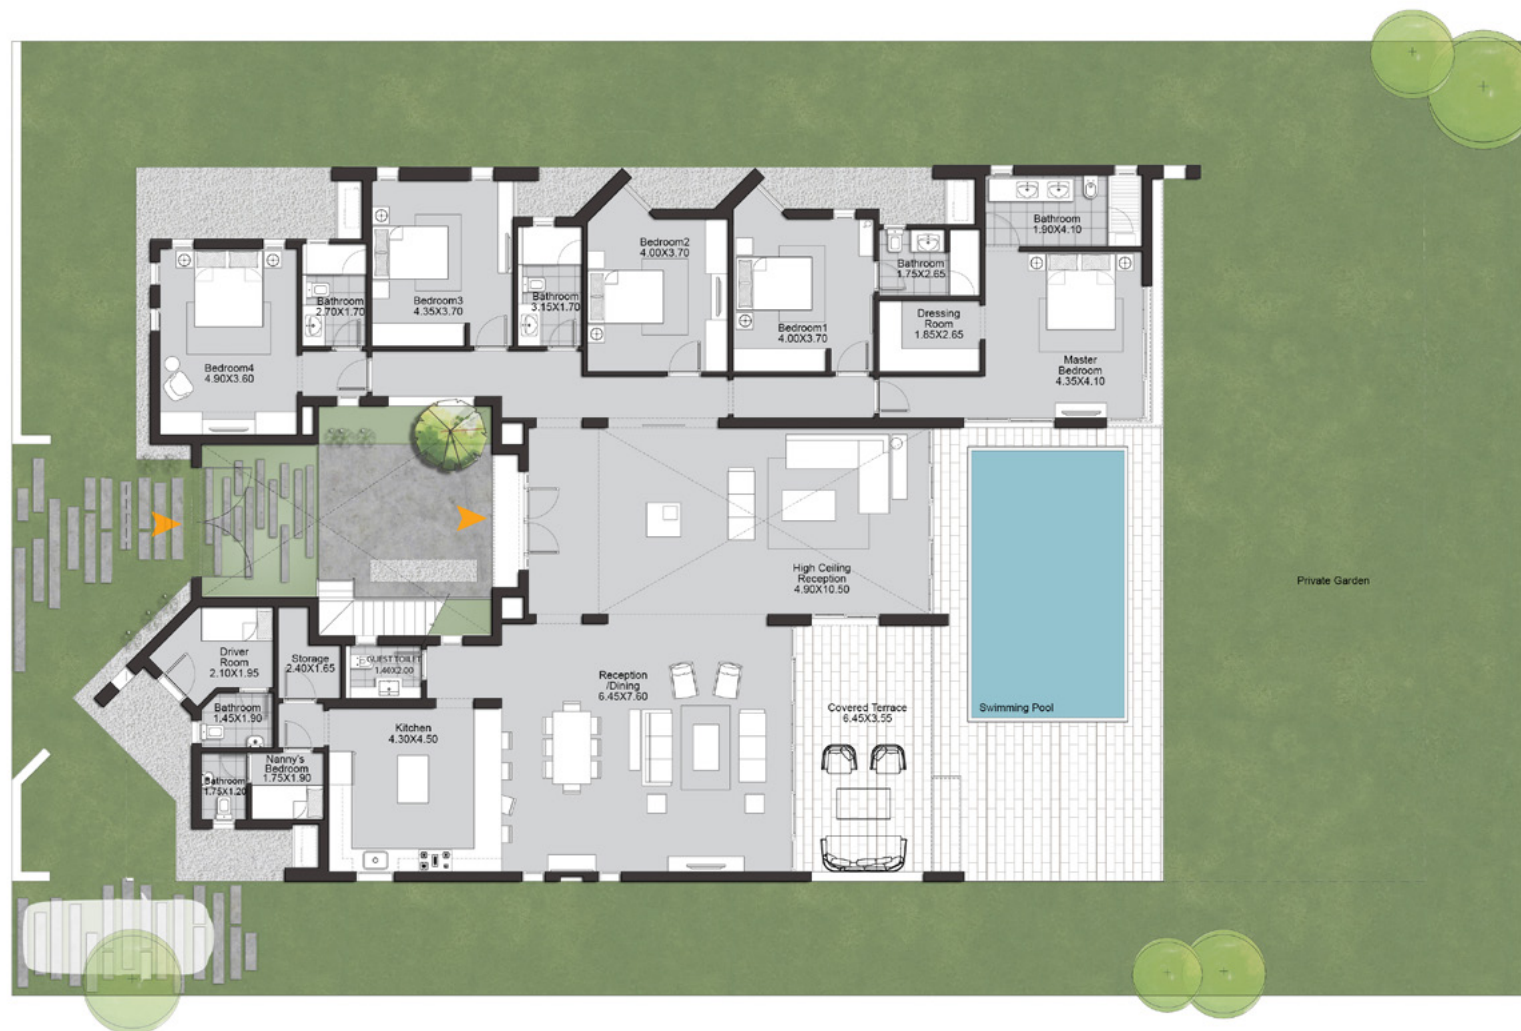 Bathroom
1.90X4.10
Bedroom2
4.00X3.70
Bathroom
1.75X2.65
Bathroom
2.70X1.70
Bedroom3
4.35X3.70
Bathroom
3.15X1.70
Bedroom1
4.00X3.70
Dressing
Room
1.85X2.65
Bedroom4
4.90X3.60
Master
Bedroom
4.35X4.10
High Ceiling
Reception
4.90X10.50
Private Garden
Driver
Room
2.10X1.95
Storage
2.40X1.65
GUEST TOILET
1.40X2.00
Reception
/Dining
6.45X7.60
Bathroom
1.45X1.90
Kitchen
4.30X4.50
Covered Terrace
6.45X3.55
Swimming Pool
Nanny's
Bedroom
1.75X1.90
Bathroom
1.75X1.20